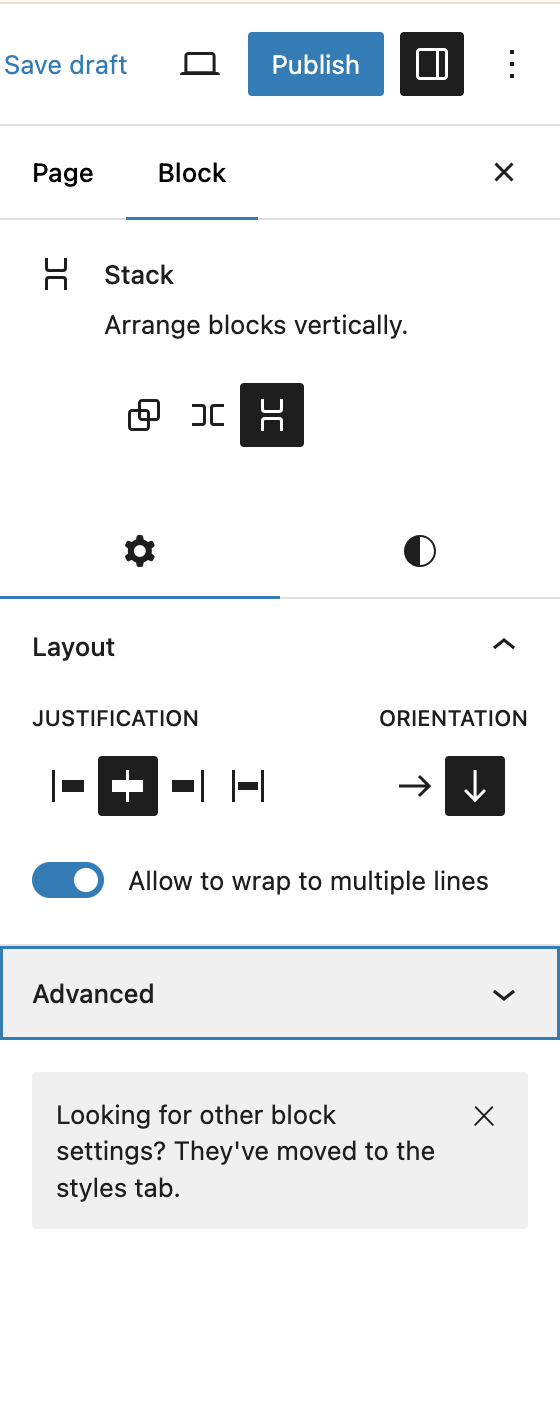 Save draft
Publish
Page
Block
Stack
Arrange blocks vertically.
Layout
JUSTIFICATION
ORIENTATION
Allow to wrap to multiple lines
Advanced
Looking for other block
settings? They've moved to the
styles tab.